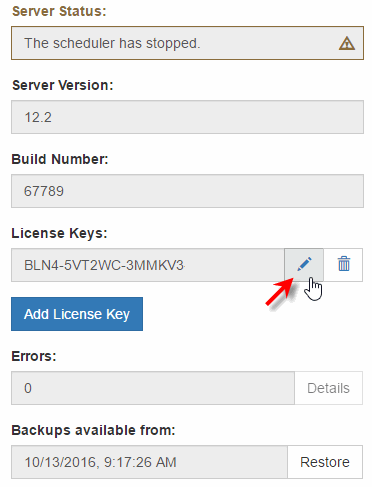 Server Status:
The scheduler has stopped.
Server Version:
12.2
Build Number:
67789
License Keys:
BLN4-5VT2WC-3MMKV3
Add License Key
Errors:
0 Details
Backups available from:
10/13/2016, 9:17:26 AM Restore